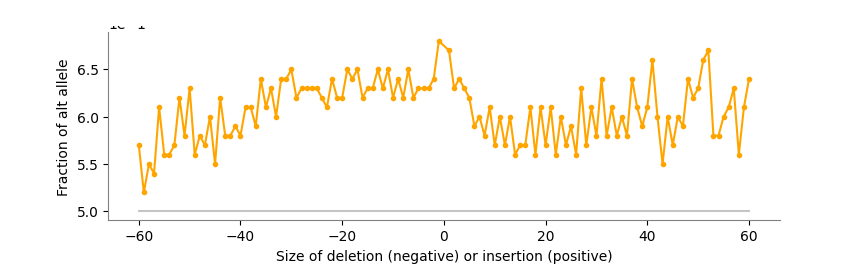 6.5
6.0
5.5
5.0
Fraction of alt allele
−60 −40 −20 0 20 40 60
Size of deletion (negative) or insertion (positive)